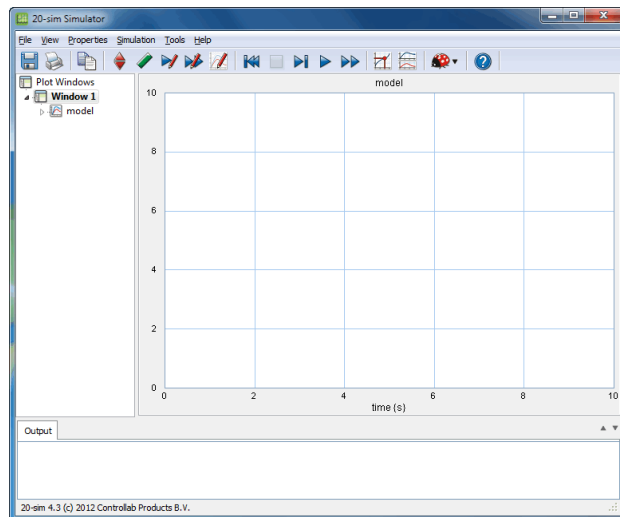 20-sim Simulator
File View Properties Simulation Tools Help
Plot Windows
Window 1
model
model
10
8
6
4
2
0
0 2 4 6 8 10
time (s)
Output
20-sim 4.3 (c) 2012 Controllab Products B.V.